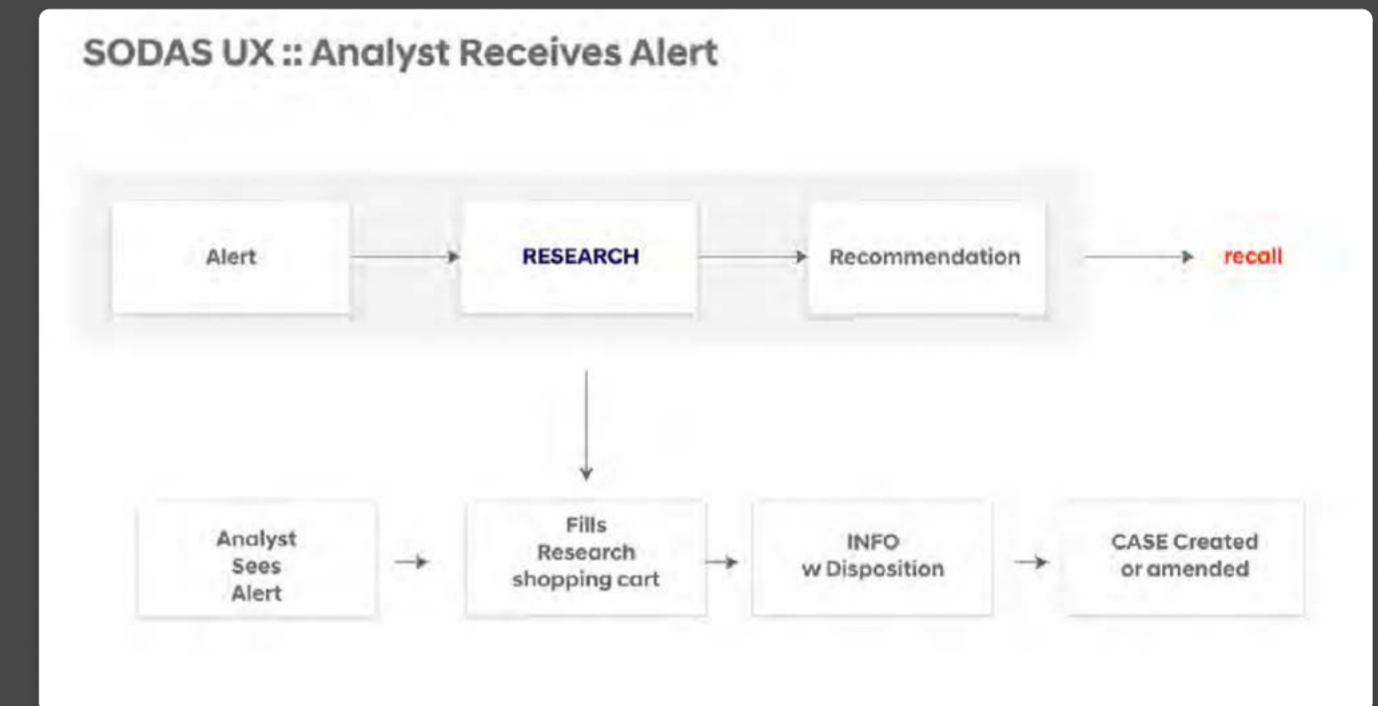 SODAS UX :: Analyst Receives Alert
Alert
RESEARCH
Recommendation
recall
Analyst
Sees
Alert
Fills
Research
shopping cart
INFO
w Disposition
CASE Created
or amended